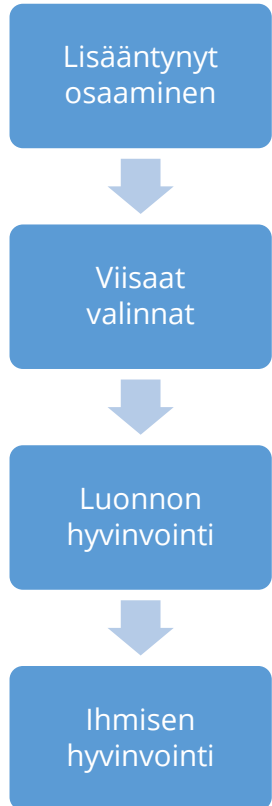 Lisääntynyt
osaaminen
Viisaat
valinnat
Luonnon
hyvinvointi
Ihmisen
hyvinvointi